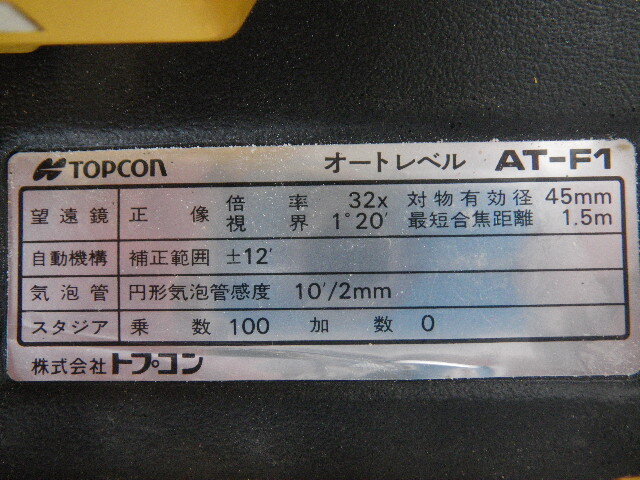 TOPCON オートレベル AT-F1
望遠鏡 正像 倍率 32x 対物有効径 45mm
視界 1°20′ 最短合焦距離 1.5m
自動機構 補正範囲 ±12′
気泡管 円形気泡管感度 10′/2mm
スタジア 乗数 100 加数 0
株式会社トプコン